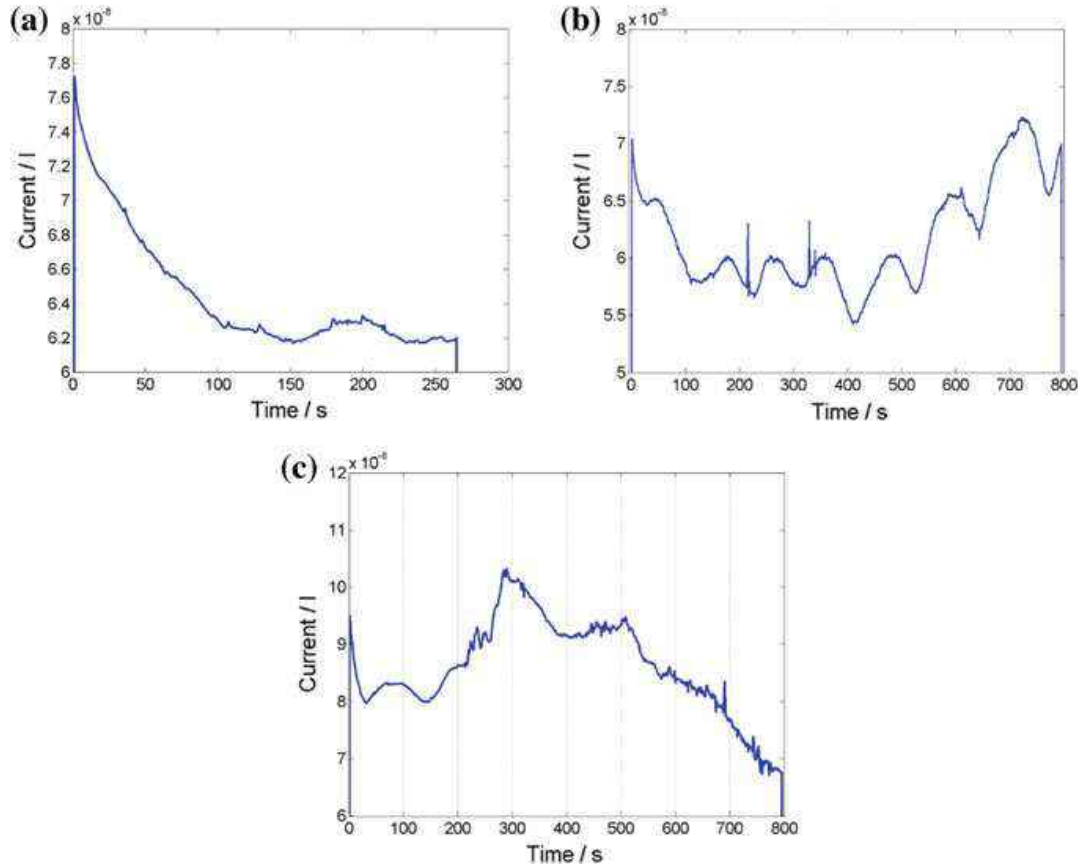 (a)
8 x 10-8
7.8
7.6
7.4
7.2
7
6.8
6.6
6.4
6.2
6
0 50 100 150 200 250 300
Current / I
Time / s
(b)
8 x 10-8
7.5
7
6.5
6
5.5
5
0 100 200 300 400 500 600 700 800
Current / I
Time / s
(c)
12 x 10-8
11
10
9
8
7
6
0 100 200 300 400 500 600 700 800
Current / I
Time / s